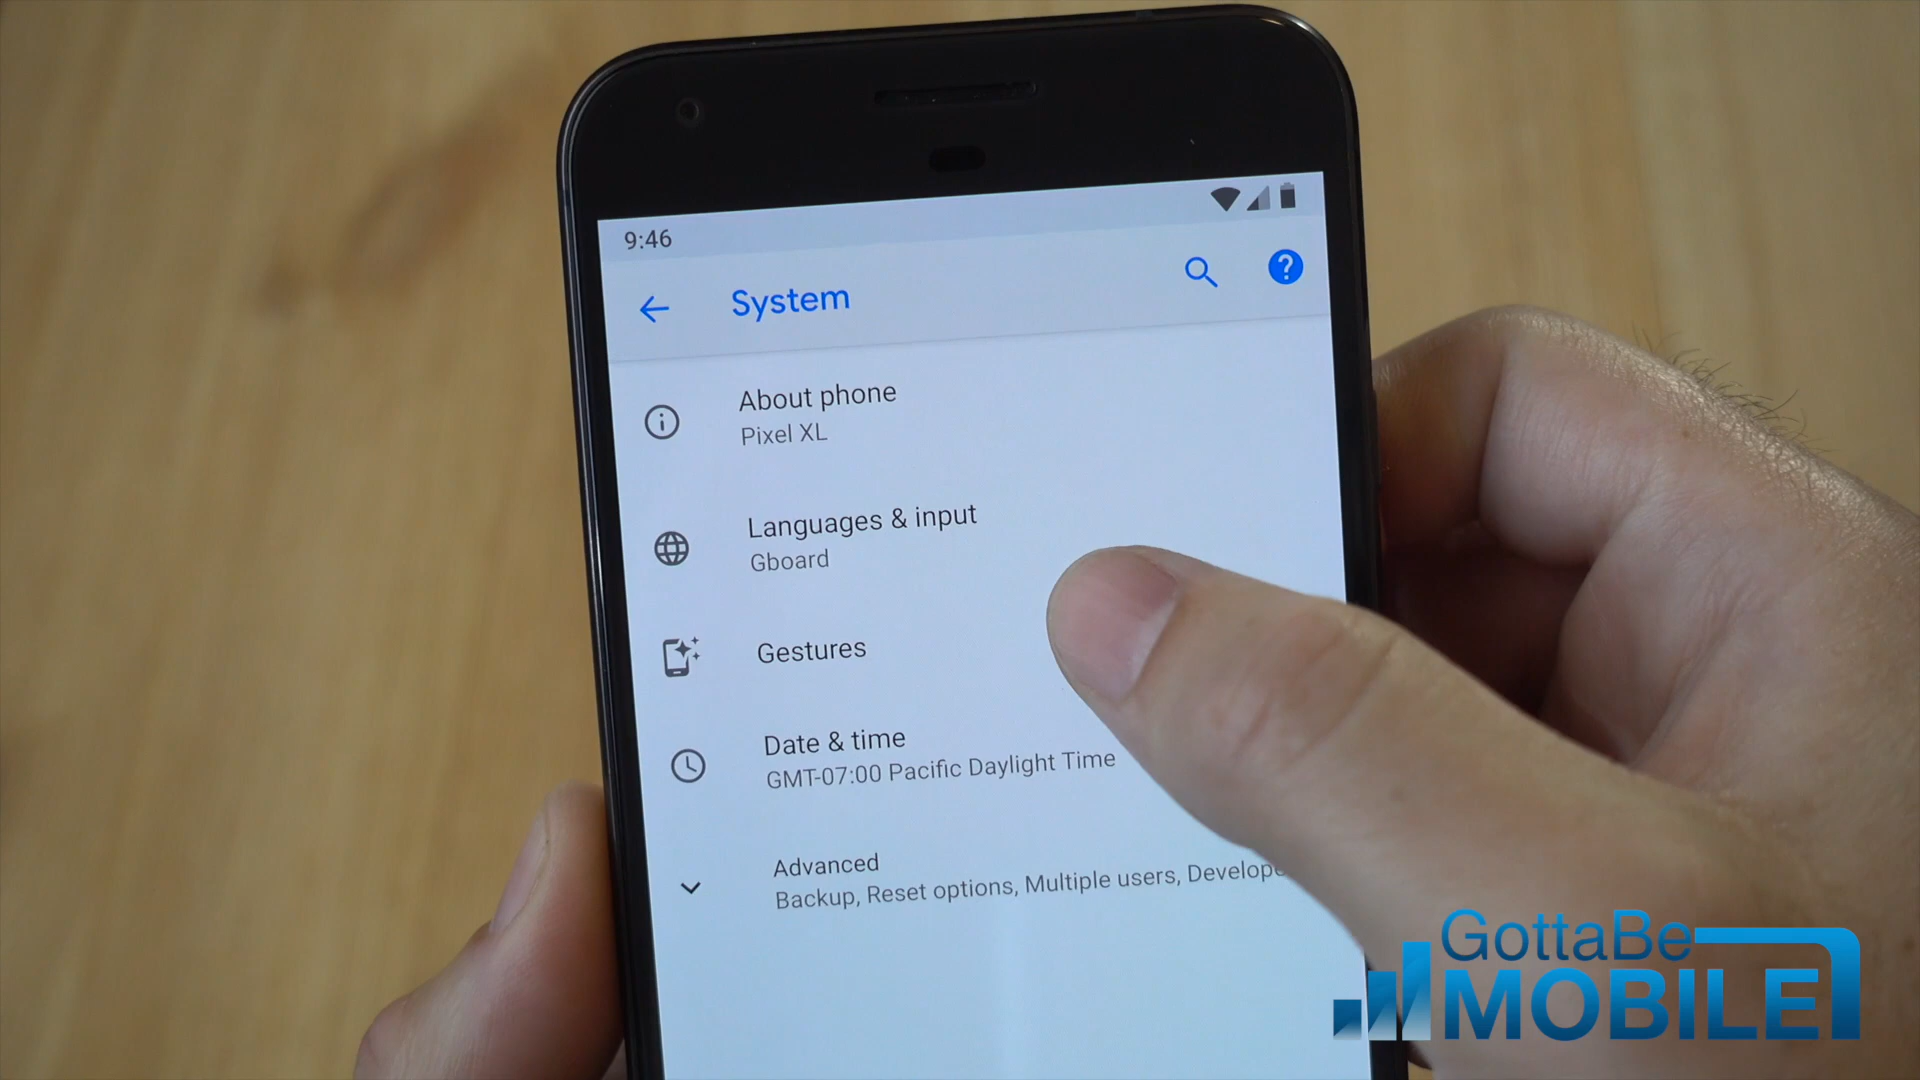 9:46
System
About phone
Pixel XL
Languages & input
Gboard
Gestures
Date & time
GMT-07:00 Pacific Daylight Time
Advanced
Backup, Reset options, Multiple users, Develope
GottaBe
MOBILE